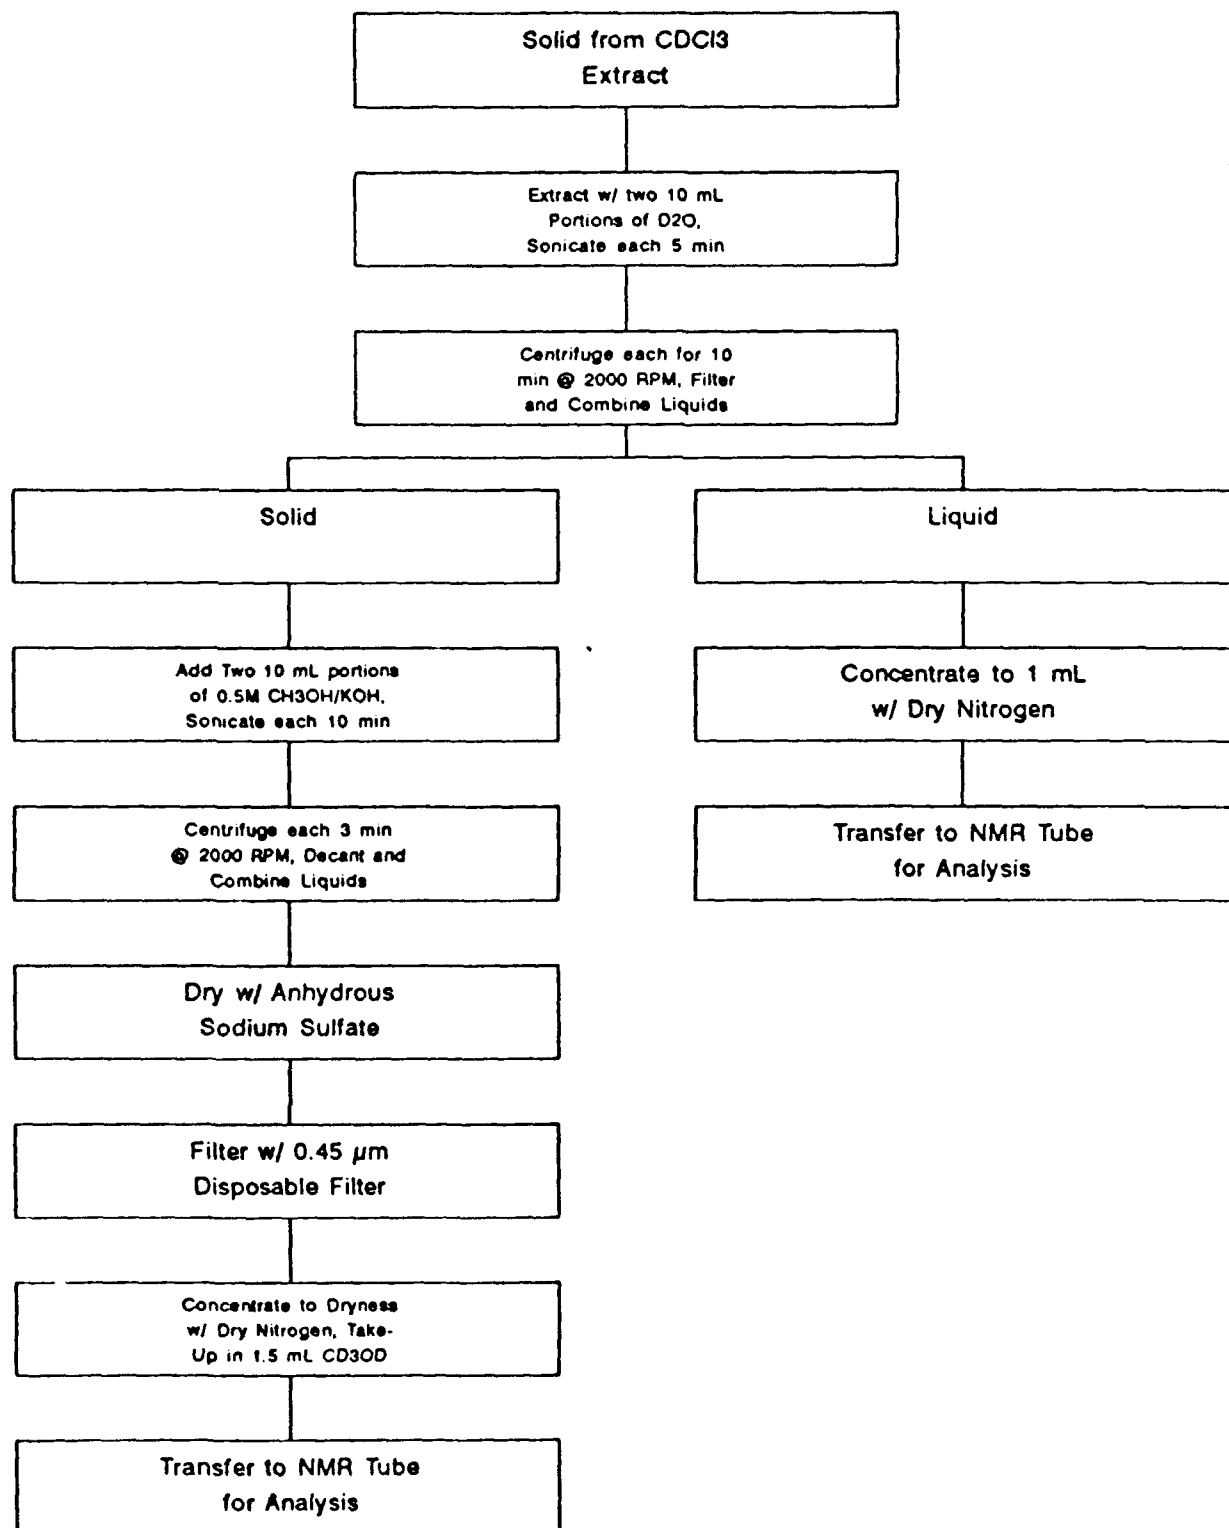 Solid from CDCl3
Extract
Extract w/ two 10 mL
Portions of D2O,
Sonicate each 5 min
Centrifuge each for 10
min @ 2000 RPM, Filter
and Combine Liquids
Solid
Liquid
Add Two 10 mL portions
of 0.5M CH3OH/KOH,
Sonicate each 10 min
Concentrate to 1 mL
w/ Dry Nitrogen
Centrifuge each 3 min
@ 2000 RPM, Decant and
Combine Liquids
Transfer to NMR Tube
for Analysis
Dry w/ Anhydrous
Sodium Sulfate
Filter w/ 0.45 µm
Disposable Filter
Concentrate to Dryness
w/ Dry Nitrogen, Take-
Up in 1.5 mL CD3OD
Transfer to NMR Tube
for Analysis